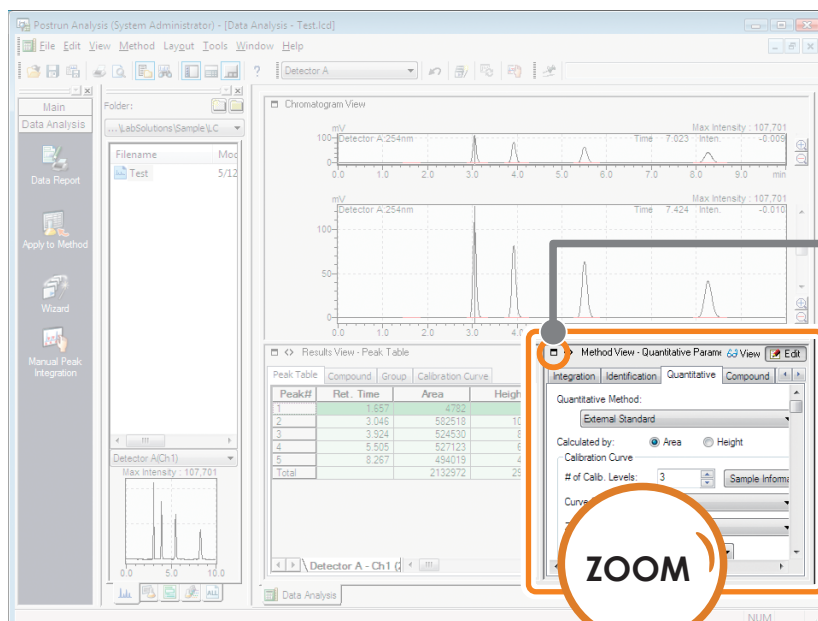 Postrun Analysis (System Administrator) - [Data Analysis - Test.lcd]
File Edit View Method Layout Tools Window Help
? Detector A
Main
Data Analysis
Data Report
Apply to Method
Wizard
Manual Peak
Integration
Folder:
...\LabSolutions\Sample\LC
Filename Moc
Test 5/12
Detector A(Ch1)
Max Intensity : 107,701
0.0 5.0 10.0
ALL
Chromatogram View
mV Max Intensity : 107,701
100 Detector A:254nm Time 7.023 Inten. -0.009
0
0.0 1.0 2.0 3.0 4.0 5.0 6.0 7.0 8.0 9.0 min
mV Max Intensity : 107,701
Detector A:254nm Time 7.424 Inten. -0.010
100
50
0
0.0 1.0 2.0 3.0
Results View - Peak Table
Peak Table Compound Group Calibration Curve
Peak# Ret. Time Area Heigh
1 1.657 4782
2 3.046 582518 10
3 3.924 524530
4 5.505 527123
5 8.267 494019 4
Total 2132972 29
Detector A - Ch1
Data Analysis
Method View - Quantitative Parame View Edit
Integration Identification Quantitative Compound
Quantitative Method:
External Standard
Calculated by: Area Height
Calibration Curve
# of Calib. Levels: 3 Sample Informa
Curve
ZOOM
NUM